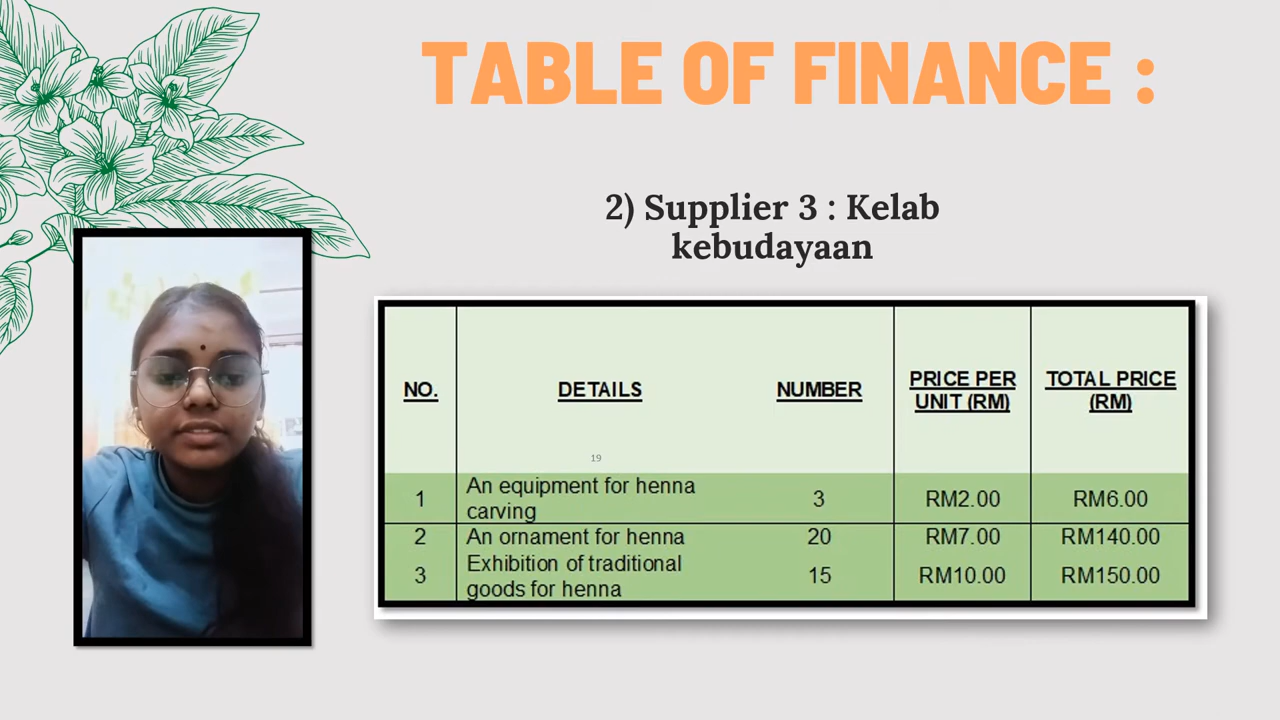 TABLE OF FINANCE :
2) Supplier 3 : Kelab
kebudayaan
NO. DETAILS NUMBER PRICE PER UNIT (RM) TOTAL PRICE (RM)
19
1 An equipment for henna carving 3 RM2.00 RM6.00
2 An ornament for henna 20 RM7.00 RM140.00
3 Exhibition of traditional goods for henna 15 RM10.00 RM150.00